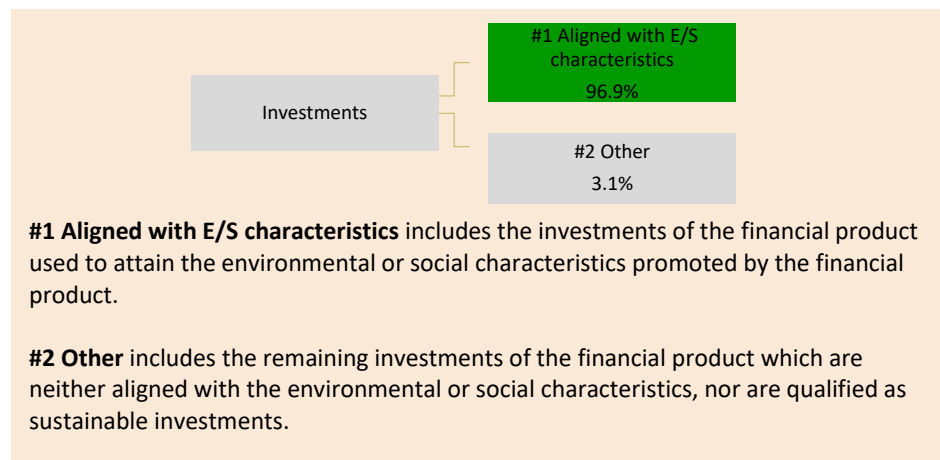 #1 Aligned with E/S
characteristics
96.9%
Investments
#2 Other
3.1%
#1 Aligned with E/S characteristics includes the investments of the financial product
used to attain the environmental or social characteristics promoted by the financial
product.
#2 Other includes the remaining investments of the financial product which are
neither aligned with the environmental or social characteristics, nor are qualified as
sustainable investments.